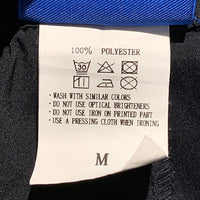 100% POLYESTER
30
• WASH WITH SIMILAR COLORS
• DO NOT USE OPTICAL BRIGHTENERS
• DO NOT USE IRON ON PRINTED PART
• USE A PRESSING CLOTH WHEN IRONING
M